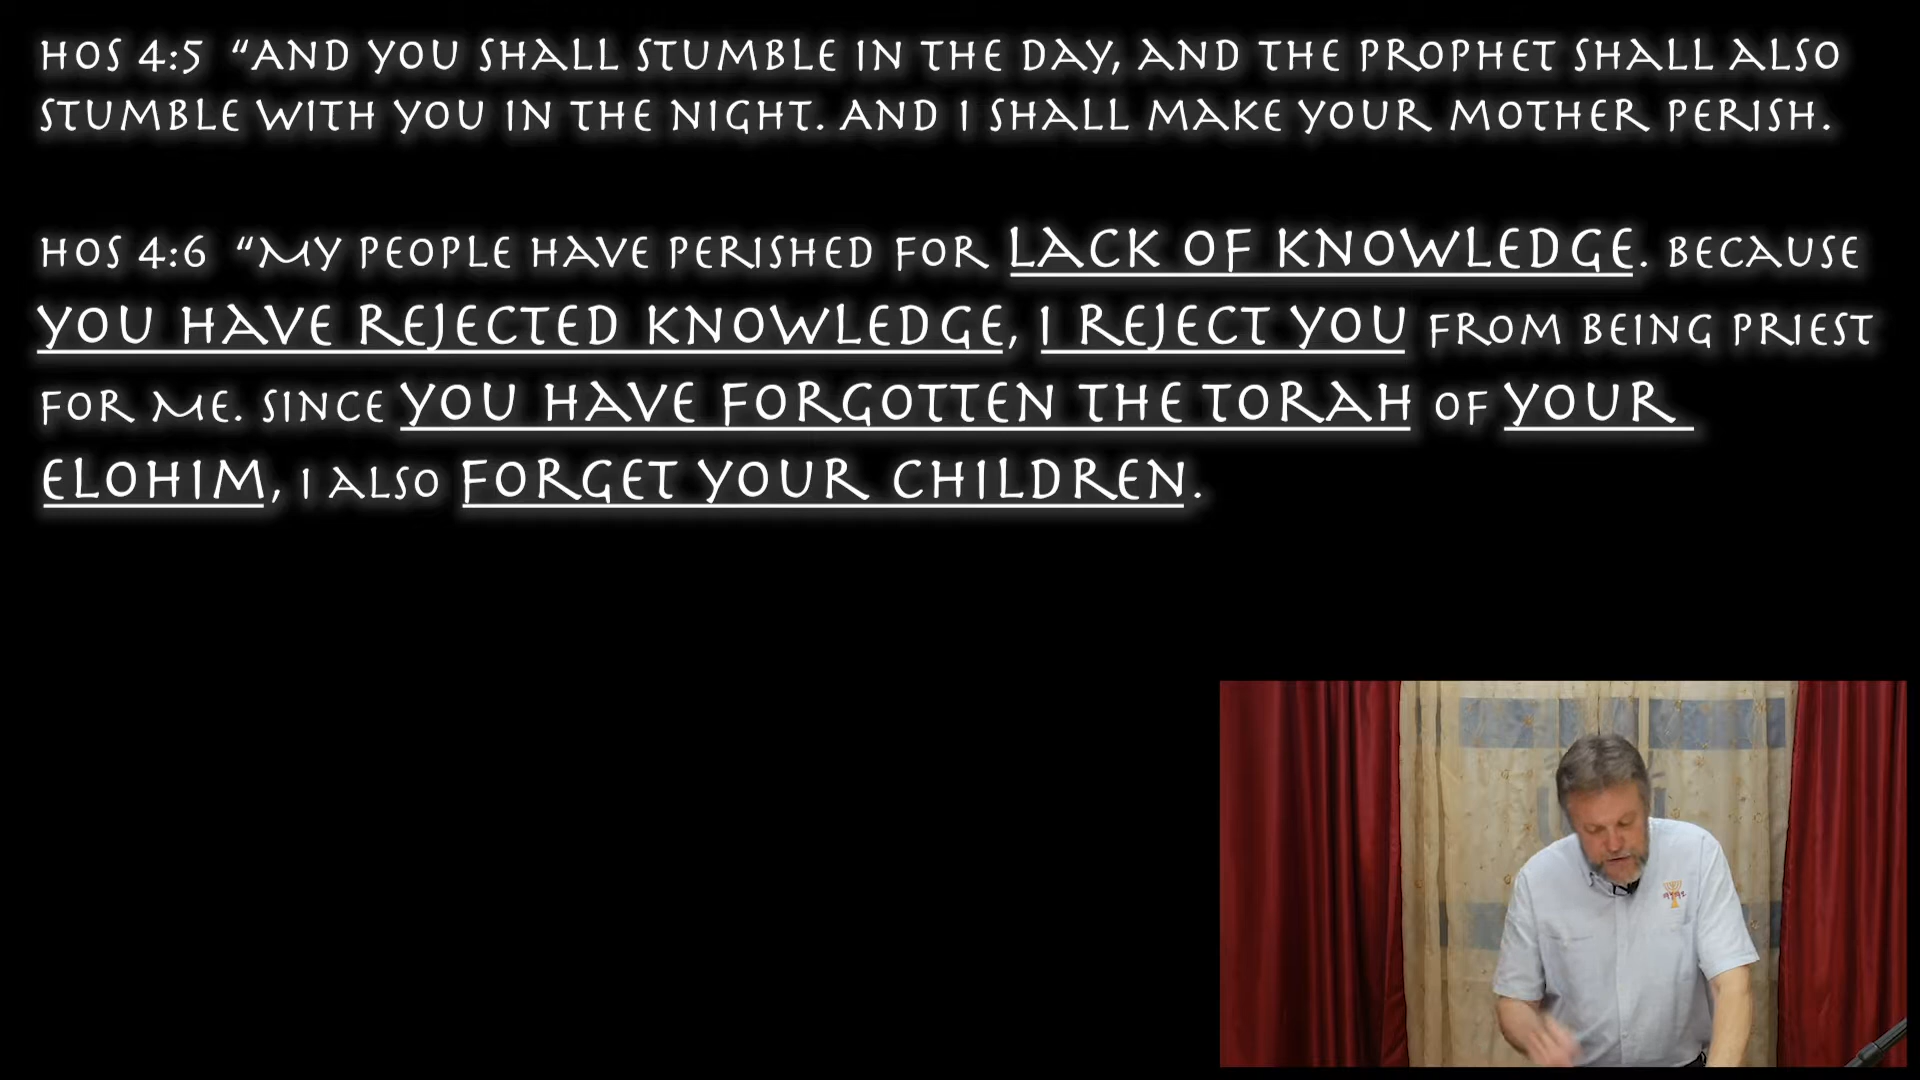 HOS 4:5 “AND YOU SHALL STUMBLE IN THE DAY, AND THE PROPHET SHALL ALSO
STUMBLE WITH YOU IN THE NIGHT. AND I SHALL MAKE YOUR MOTHER PERISH.
HOS 4:6 “MY PEOPLE HAVE PERISHED FOR LACK OF KNOWLEDGE. BECAUSE
YOU HAVE REJECTED KNOWLEDGE, I REJECT YOU FROM BEING PRIEST
FOR ME. SINCE YOU HAVE FORGOTTEN THE TORAH OF YOUR
ELOHIM, I ALSO FORGET YOUR CHILDREN.